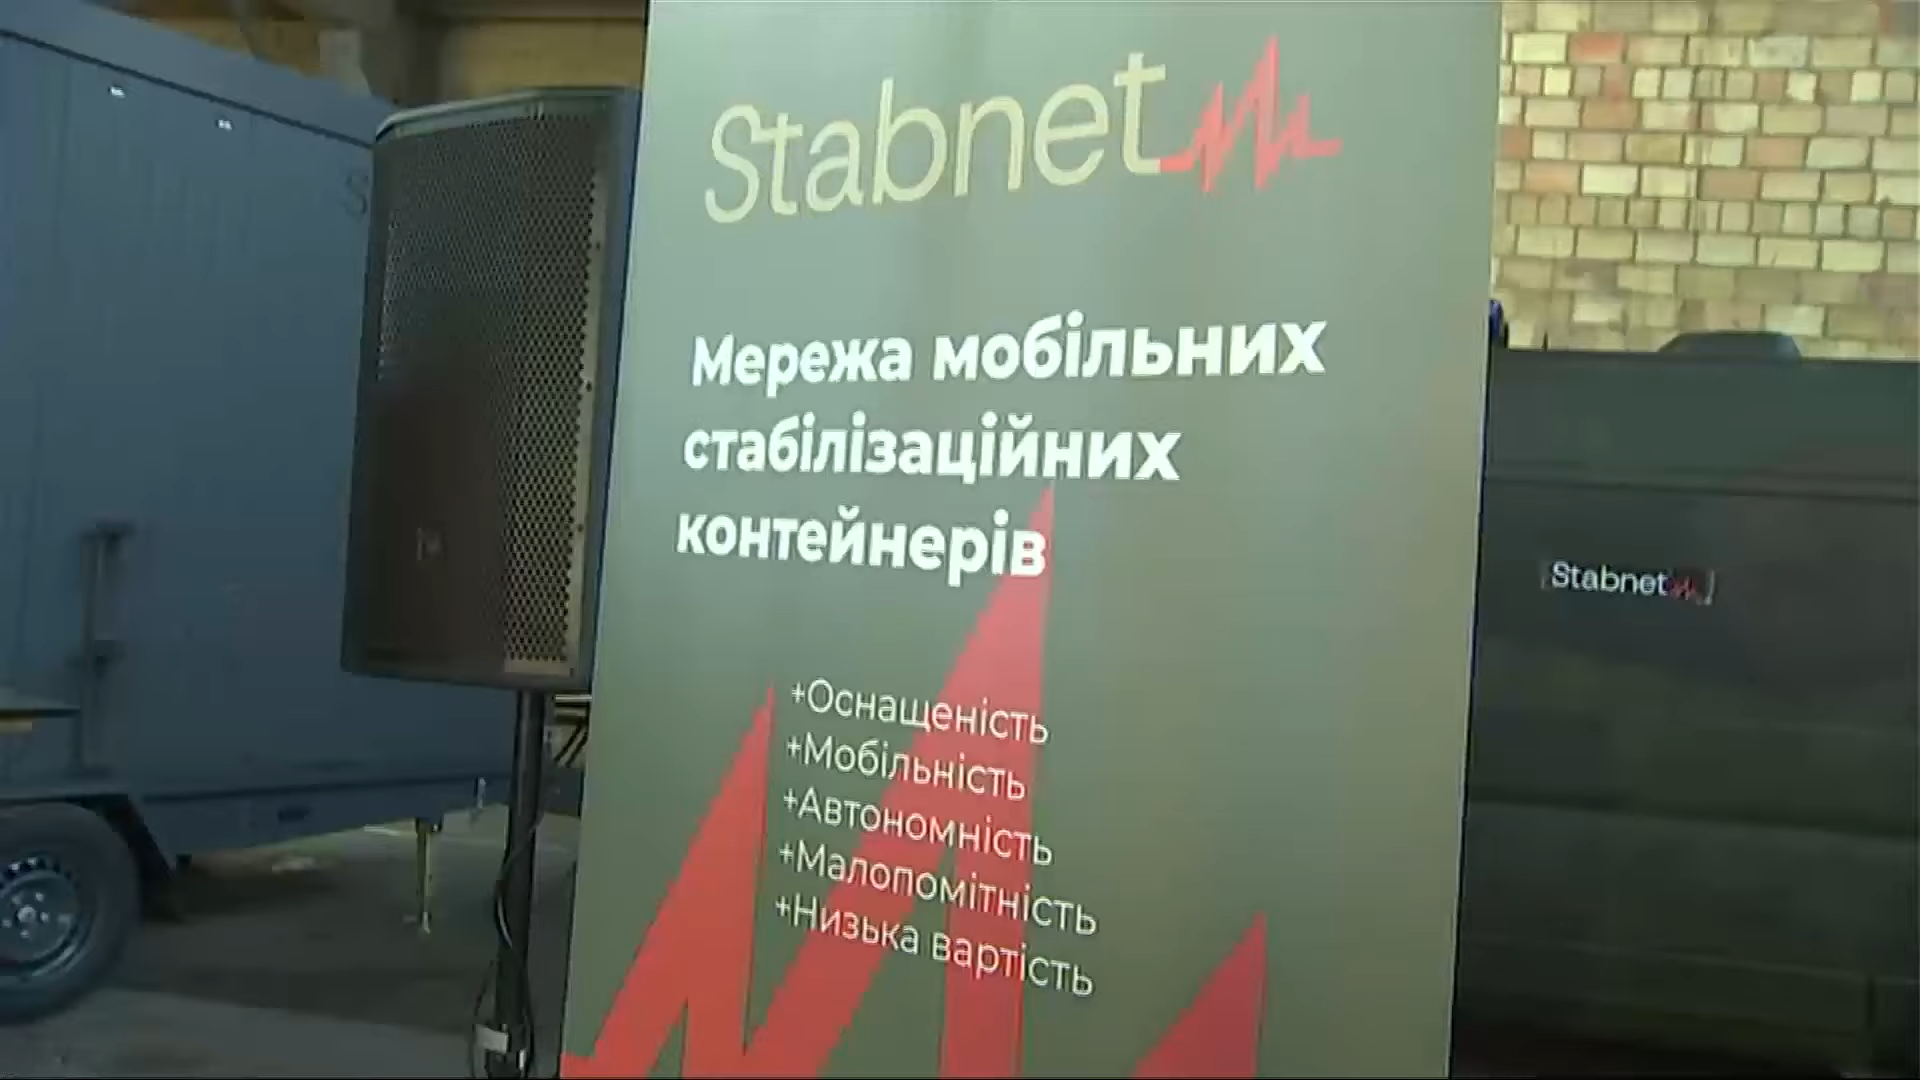 Stabnet
Мережа мобільних
стабілізаційних
контейнерів
+Оснащеність
+Мобільність
+Автономність
+Малопомітність
+Низька вартість
Stabnet